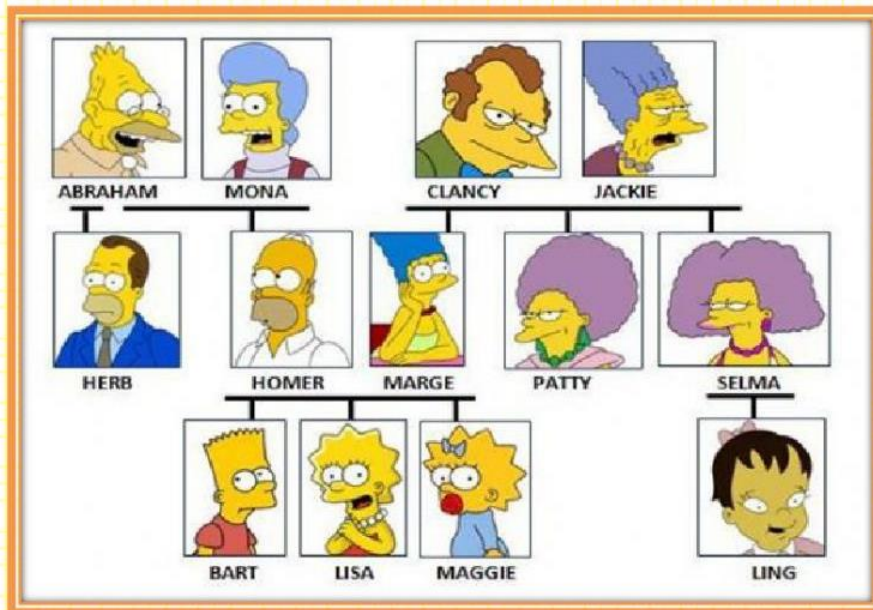 ABRAHAM MONA CLANCY JACKIE
HERB HOMER MARGE PATTY SELMA
BART LISA MAGGIE LING